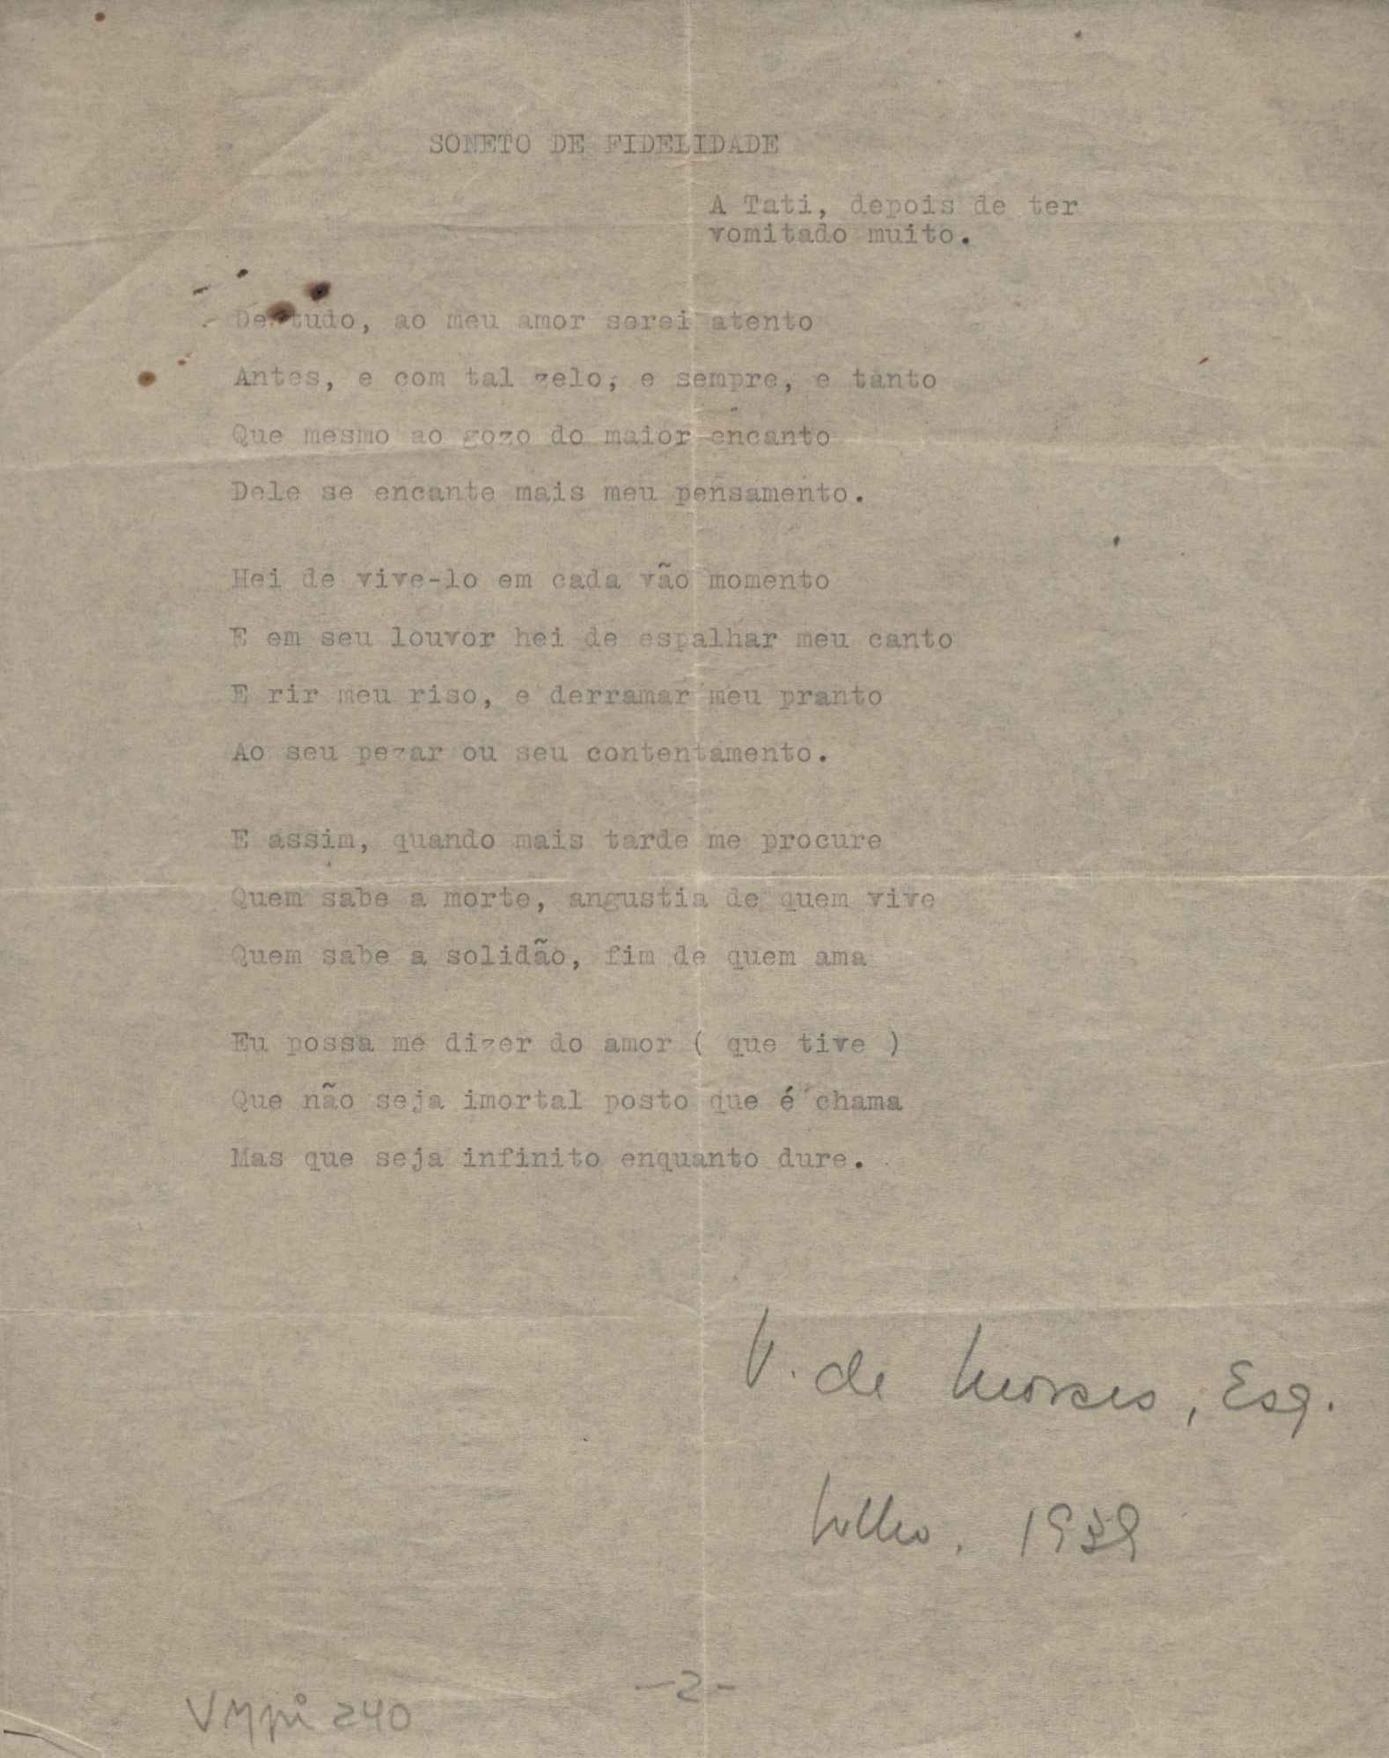 SONETO DE FIDELIDADE
A Tati, depois de ter
vomitado muito.
De tudo, ao meu amor serei atento
Antes, e com tal zelo, e sempre, e tanto
Que mesmo ao gozo do maior encanto
Dele se encante mais meu pensamento.
Hei de vive-lo em cada vão momento
E em seu louvor hei de espalhar meu canto
E rir meu riso, e derramar meu pranto
Ao seu pezar ou seu contentamento.
E assim, quando mais tarde me procure
Quem sabe a morte, angustia de quem vive
Quem sabe a solidão, fim de quem ama
Eu possa me dizer do amor ( que tive )
Que não seja imortal posto que é chama
Mas que seja infinito enquanto dure.
V. de Moraes, Esq.
1939
-2-
VMpi 240